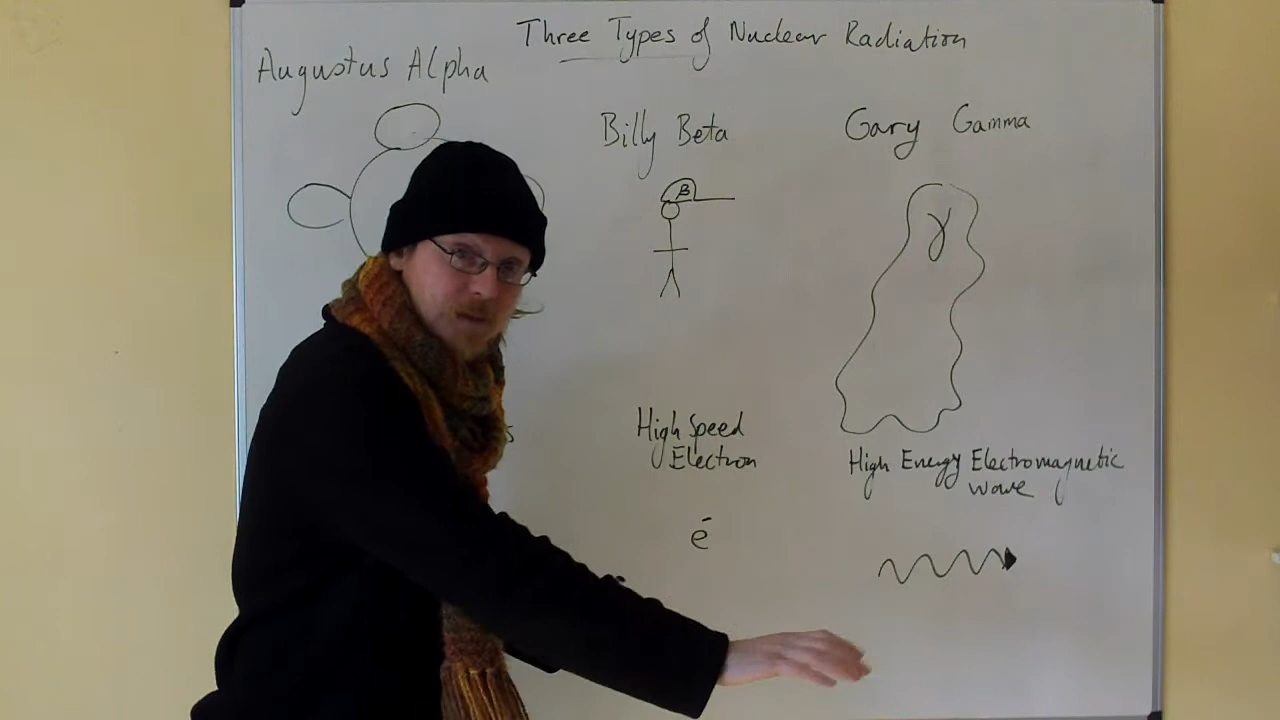 Three Types of Nuclear Radiation
Augustus Alpha
Billy Beta
Gary Gamma
β
γ
High Speed
Electron
High Energy Electromagnetic
wave
e⁻